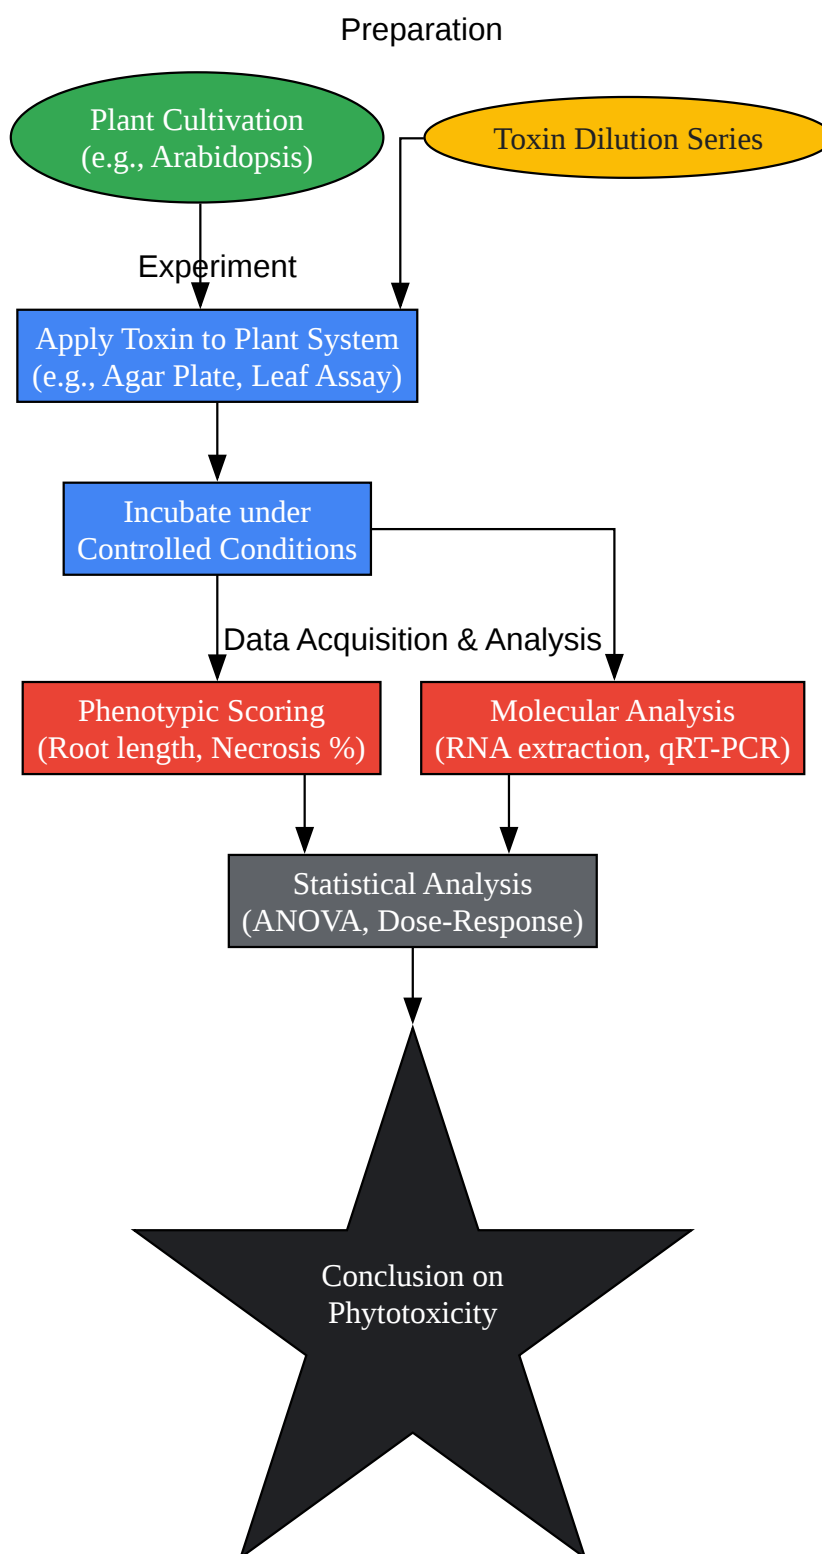 Preparation
Plant Cultivation
(e.g., Arabidopsis)
Toxin Dilution Series
Experiment
Apply Toxin to Plant System
(e.g., Agar Plate, Leaf Assay)
Incubate under
Controlled Conditions
Data Acquisition & Analysis
Phenotypic Scoring
(Root length, Necrosis %)
Molecular Analysis
(RNA extraction, qRT-PCR)
Statistical Analysis
(ANOVA, Dose-Response)
Conclusion on
Phytotoxicity